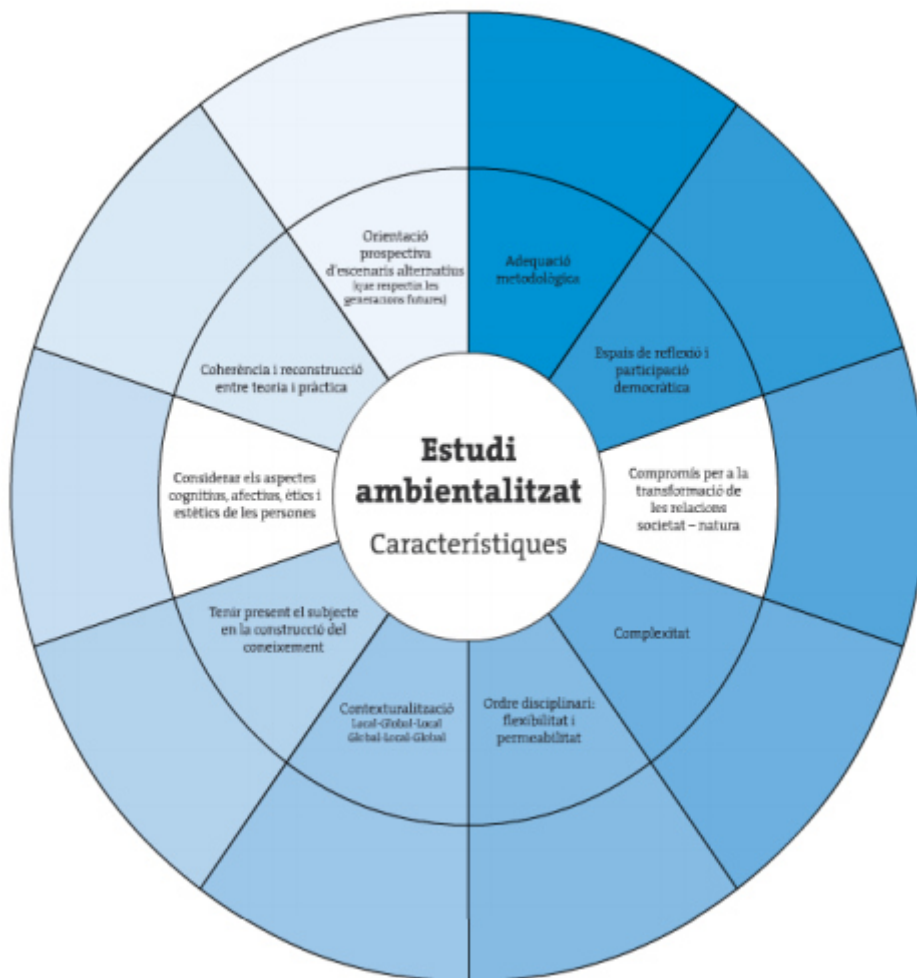 Estudi
ambientalitzat
Característiques
Adequació
metodològica
Espais de reflexió i
participació
democràtica
Compromís per a la
transformació de
les relacions
societat – natura
Complexitat
Ordre disciplinari:
flexibilitat i
permeabilitat
Contexturalització
Local-Global-Local
Global-Local-Global
Tenir present el subjecte
en la construcció del
coneixement
Considerar els aspectes
cognitius, afectius, ètics i
estètics de les persones
Coherència i reconstrucció
entre teoria i pràctica
Orientació
prospectiva
d'escenaris alternatius
(que respectin les
generacions futures)